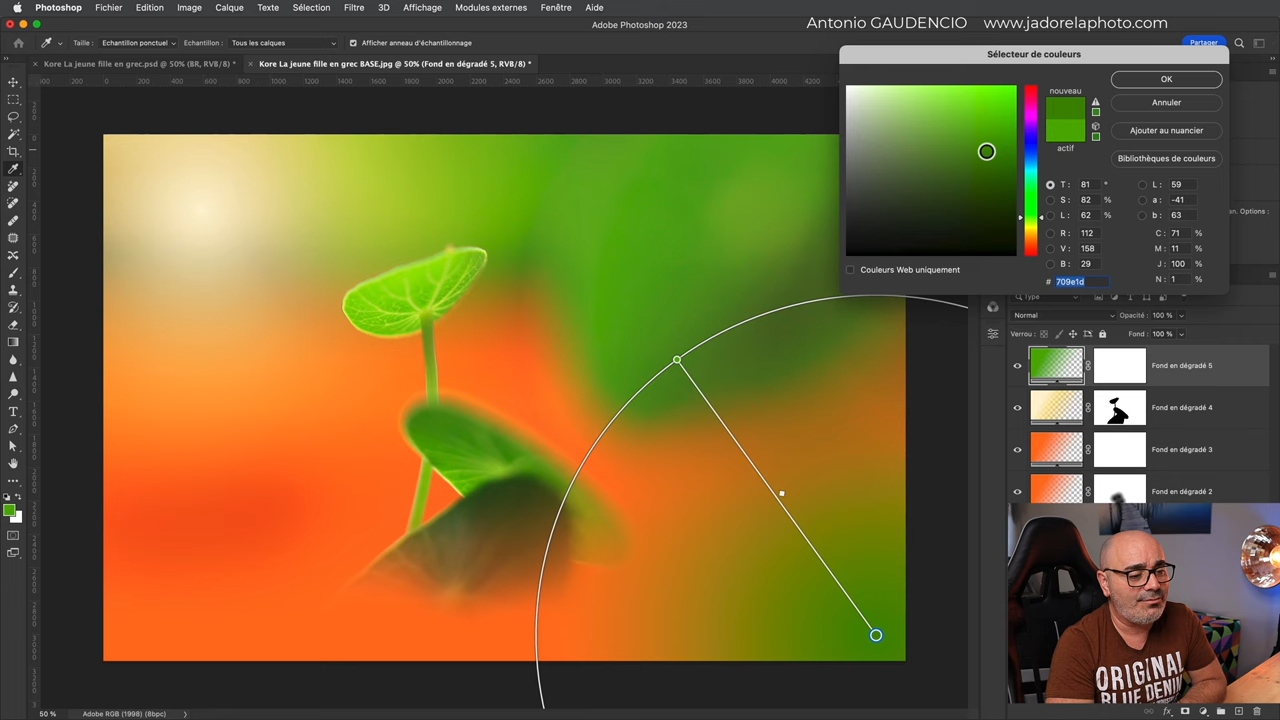 Photoshop Fichier Edition Image Calque Texte Sélection Filtre 3D Affichage Modules externes Fenêtre Aide
Adobe Photoshop 2023
Antonio GAUDENCIO www.jadorelaphoto.com
Taille : Echantillon ponctuel Echantillon : Tous les calques Afficher anneau d'échantillonnage
Partager
Kore La jeune fille en grec.psd @ 50% (BR, RVB/8) * Kore La jeune fille en grec BASE.jpg @ 50% (Fond en dégradé 5, RVB/8) *
Sélecteur de couleurs
nouveau
actif
OK
Annuler
Ajouter au nuancier
Bibliothèques de couleurs
T : 81 ° L : 59
S : 82 % a : -41
L : 62 % b : 63
R : 112 C : 71 %
V : 158 M : 11 %
B : 29 J : 100 %
# 709e1d N : 1 %
Couleurs Web uniquement
Type
Normal Opacité : 100 %
Verrou : Fond : 100 %
Fond en dégradé 5
Fond en dégradé 4
Fond en dégradé 3
Fond en dégradé 2
ORIGINAL
BLUE DENIM
50 % Adobe RGB (1998) (8bpc)